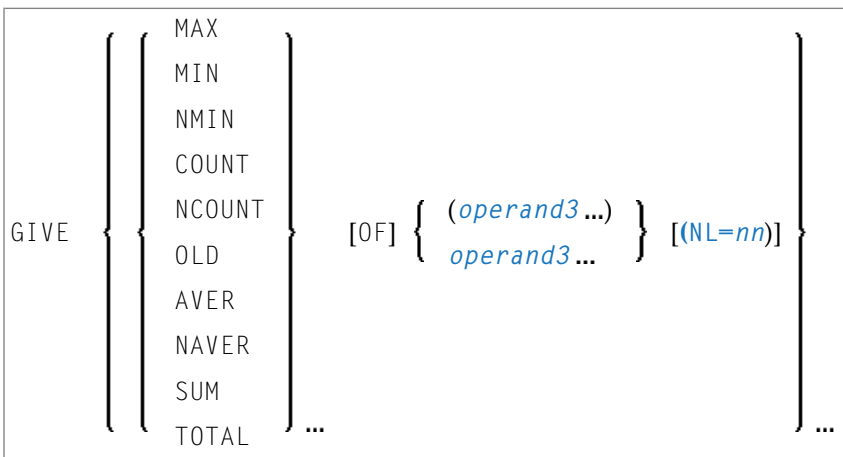 MAX
MIN
NMIN
COUNT
NCOUNT
GIVE [OF] (operand3 ...) operand3 ... [(NL=nn)]
OLD
AVER
NAVER
SUM
TOTAL ... ...